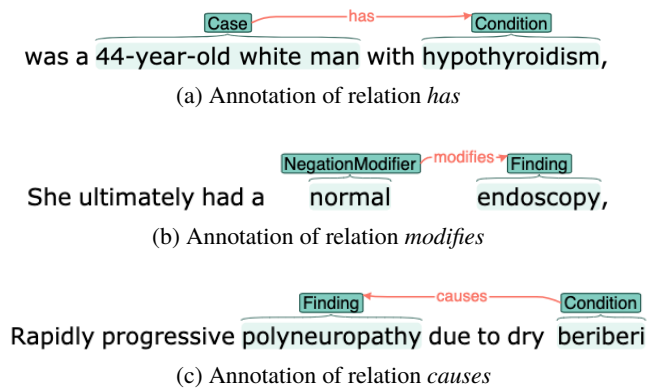 Case has Condition
was a 44-year-old white man with hypothyroidism,
(a) Annotation of relation has
NegationModifier modifies Finding
She ultimately had a normal endoscopy,
(b) Annotation of relation modifies
Finding causes Condition
Rapidly progressive polyneuropathy due to dry beriberi
(c) Annotation of relation causes